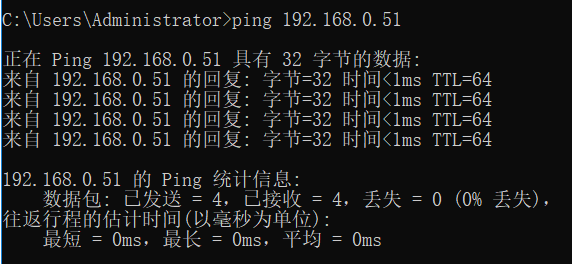 C:\Users\Administrator>ping 192.168.0.51
正在 Ping 192.168.0.51 具有 32 字节的数据:
来自 192.168.0.51 的回复: 字节=32 时间<1ms TTL=64
来自 192.168.0.51 的回复: 字节=32 时间<1ms TTL=64
来自 192.168.0.51 的回复: 字节=32 时间<1ms TTL=64
来自 192.168.0.51 的回复: 字节=32 时间<1ms TTL=64
192.168.0.51 的 Ping 统计信息:
数据包: 已发送 = 4，已接收 = 4，丢失 = 0 (0% 丢失)，
往返行程的估计时间(以毫秒为单位):
最短 = 0ms，最长 = 0ms，平均 = 0ms